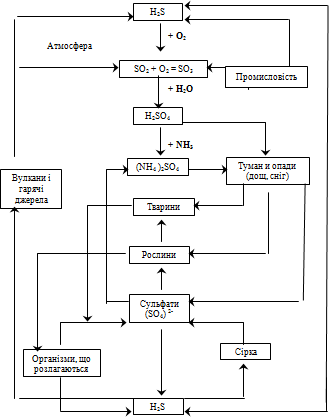 H₂S
+ O₂
Атмосфера
SO₂ + O₂ = SO₃
Промисловість
+ H₂O
H₂SO₄
+ NH₃
(NH₄ )₂SO₄
Туман и опади
(дощ, сніг)
Вулкани і
гарячі
джерела
Тварини
Рослини
Сульфати
(SO₄) ²⁻
Організми, що
розлагаються
Сірка
H₂S